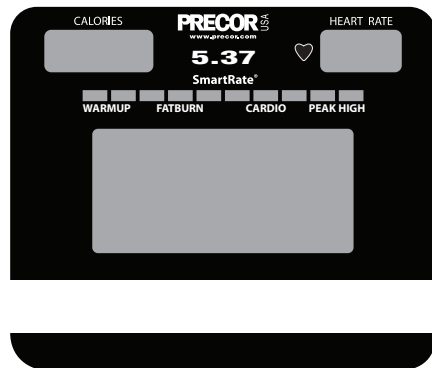 CALORIES
PRECOR USA
HEART RATE
www.precor.com
5.37
SmartRate®
WARMUP FATBURN CARDIO PEAK HIGH